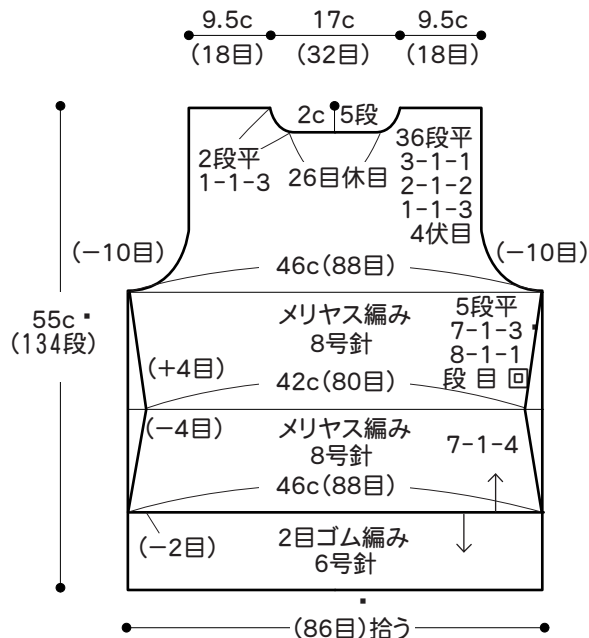 9.5c 17c 9.5c
(18目) (32目) (18目)
2c 5段
36段平
3-1-1
2-1-2
1-1-3
4伏目
2段平
1-1-3
26目休目
(−10目)
(−10目)
46c(88目)
55c
(134段)
メリヤス編み
8号針
5段平
7-1-3
8-1-1
段 目 回
(+4目)
42c(80目)
(−4目)
メリヤス編み
8号針
7-1-4
46c(88目)
(−2目)
2目ゴム編み
6号針
(86目)拾う